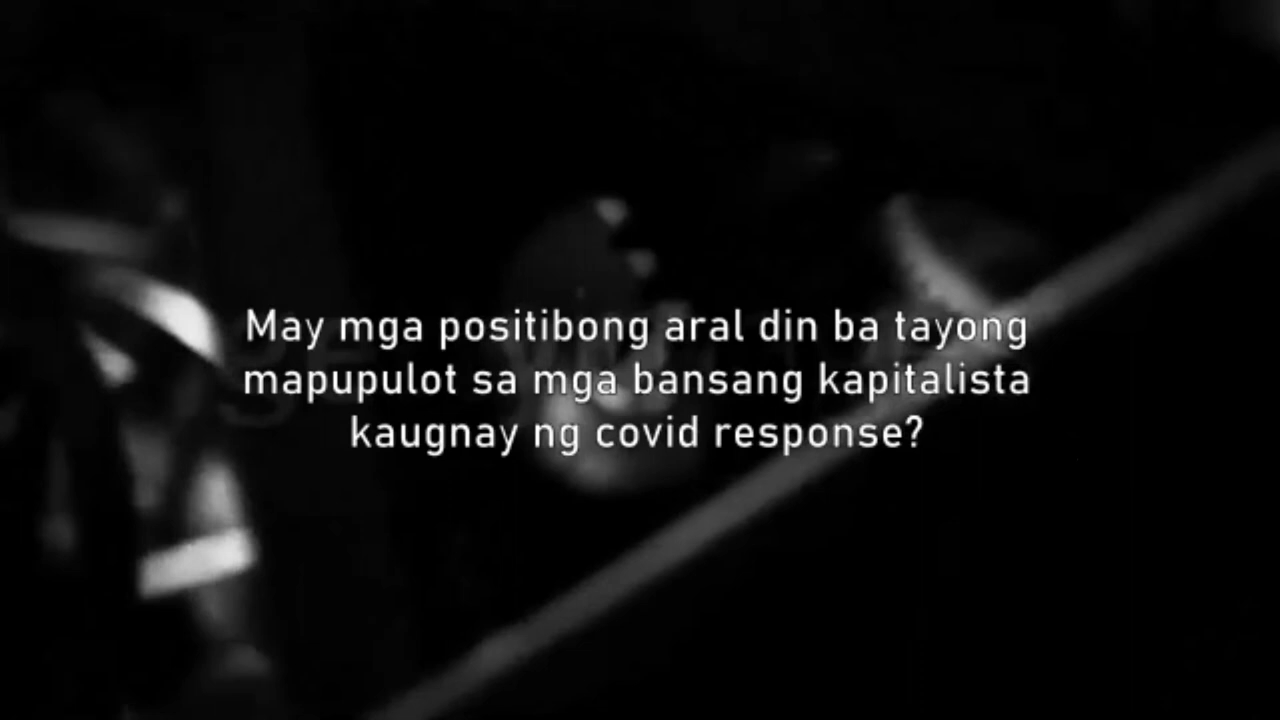 May mga positibong aral din ba tayong
mapupulot sa mga bansang kapitalista
kaugnay ng covid response?